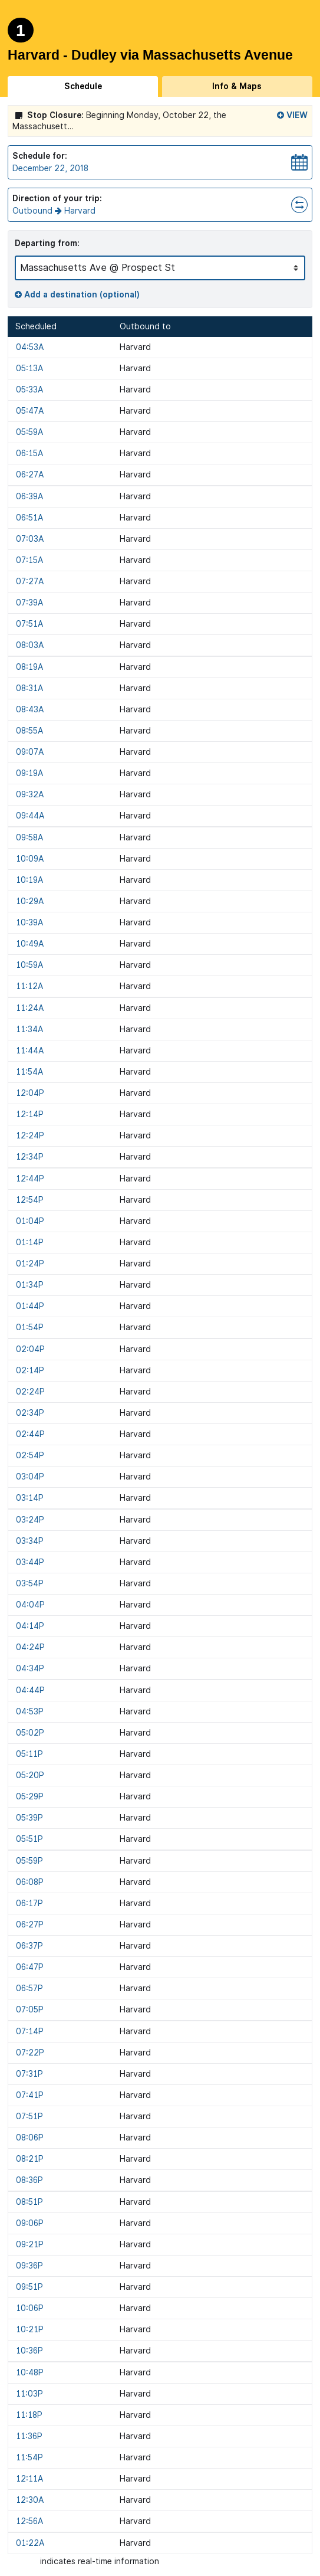 1
Harvard - Dudley via Massachusetts Avenue
Schedule
Info & Maps
Stop Closure: Beginning Monday, October 22, the Massachusett...
VIEW
Schedule for:
December 22, 2018
Direction of your trip:
Outbound → Harvard
Departing from:
Massachusetts Ave @ Prospect St
Add a destination (optional)
Scheduled Outbound to
04:53A Harvard
05:13A Harvard
05:33A Harvard
05:47A Harvard
05:59A Harvard
06:15A Harvard
06:27A Harvard
06:39A Harvard
06:51A Harvard
07:03A Harvard
07:15A Harvard
07:27A Harvard
07:39A Harvard
07:51A Harvard
08:03A Harvard
08:19A Harvard
08:31A Harvard
08:43A Harvard
08:55A Harvard
09:07A Harvard
09:19A Harvard
09:32A Harvard
09:44A Harvard
09:58A Harvard
10:09A Harvard
10:19A Harvard
10:29A Harvard
10:39A Harvard
10:49A Harvard
10:59A Harvard
11:12A Harvard
11:24A Harvard
11:34A Harvard
11:44A Harvard
11:54A Harvard
12:04P Harvard
12:14P Harvard
12:24P Harvard
12:34P Harvard
12:44P Harvard
12:54P Harvard
01:04P Harvard
01:14P Harvard
01:24P Harvard
01:34P Harvard
01:44P Harvard
01:54P Harvard
02:04P Harvard
02:14P Harvard
02:24P Harvard
02:34P Harvard
02:44P Harvard
02:54P Harvard
03:04P Harvard
03:14P Harvard
03:24P Harvard
03:34P Harvard
03:44P Harvard
03:54P Harvard
04:04P Harvard
04:14P Harvard
04:24P Harvard
04:34P Harvard
04:44P Harvard
04:53P Harvard
05:02P Harvard
05:11P Harvard
05:20P Harvard
05:29P Harvard
05:39P Harvard
05:51P Harvard
05:59P Harvard
06:08P Harvard
06:17P Harvard
06:27P Harvard
06:37P Harvard
06:47P Harvard
06:57P Harvard
07:05P Harvard
07:14P Harvard
07:22P Harvard
07:31P Harvard
07:41P Harvard
07:51P Harvard
08:06P Harvard
08:21P Harvard
08:36P Harvard
08:51P Harvard
09:06P Harvard
09:21P Harvard
09:36P Harvard
09:51P Harvard
10:06P Harvard
10:21P Harvard
10:36P Harvard
10:48P Harvard
11:03P Harvard
11:18P Harvard
11:36P Harvard
11:54P Harvard
12:11A Harvard
12:30A Harvard
12:56A Harvard
01:22A Harvard
indicates real-time information